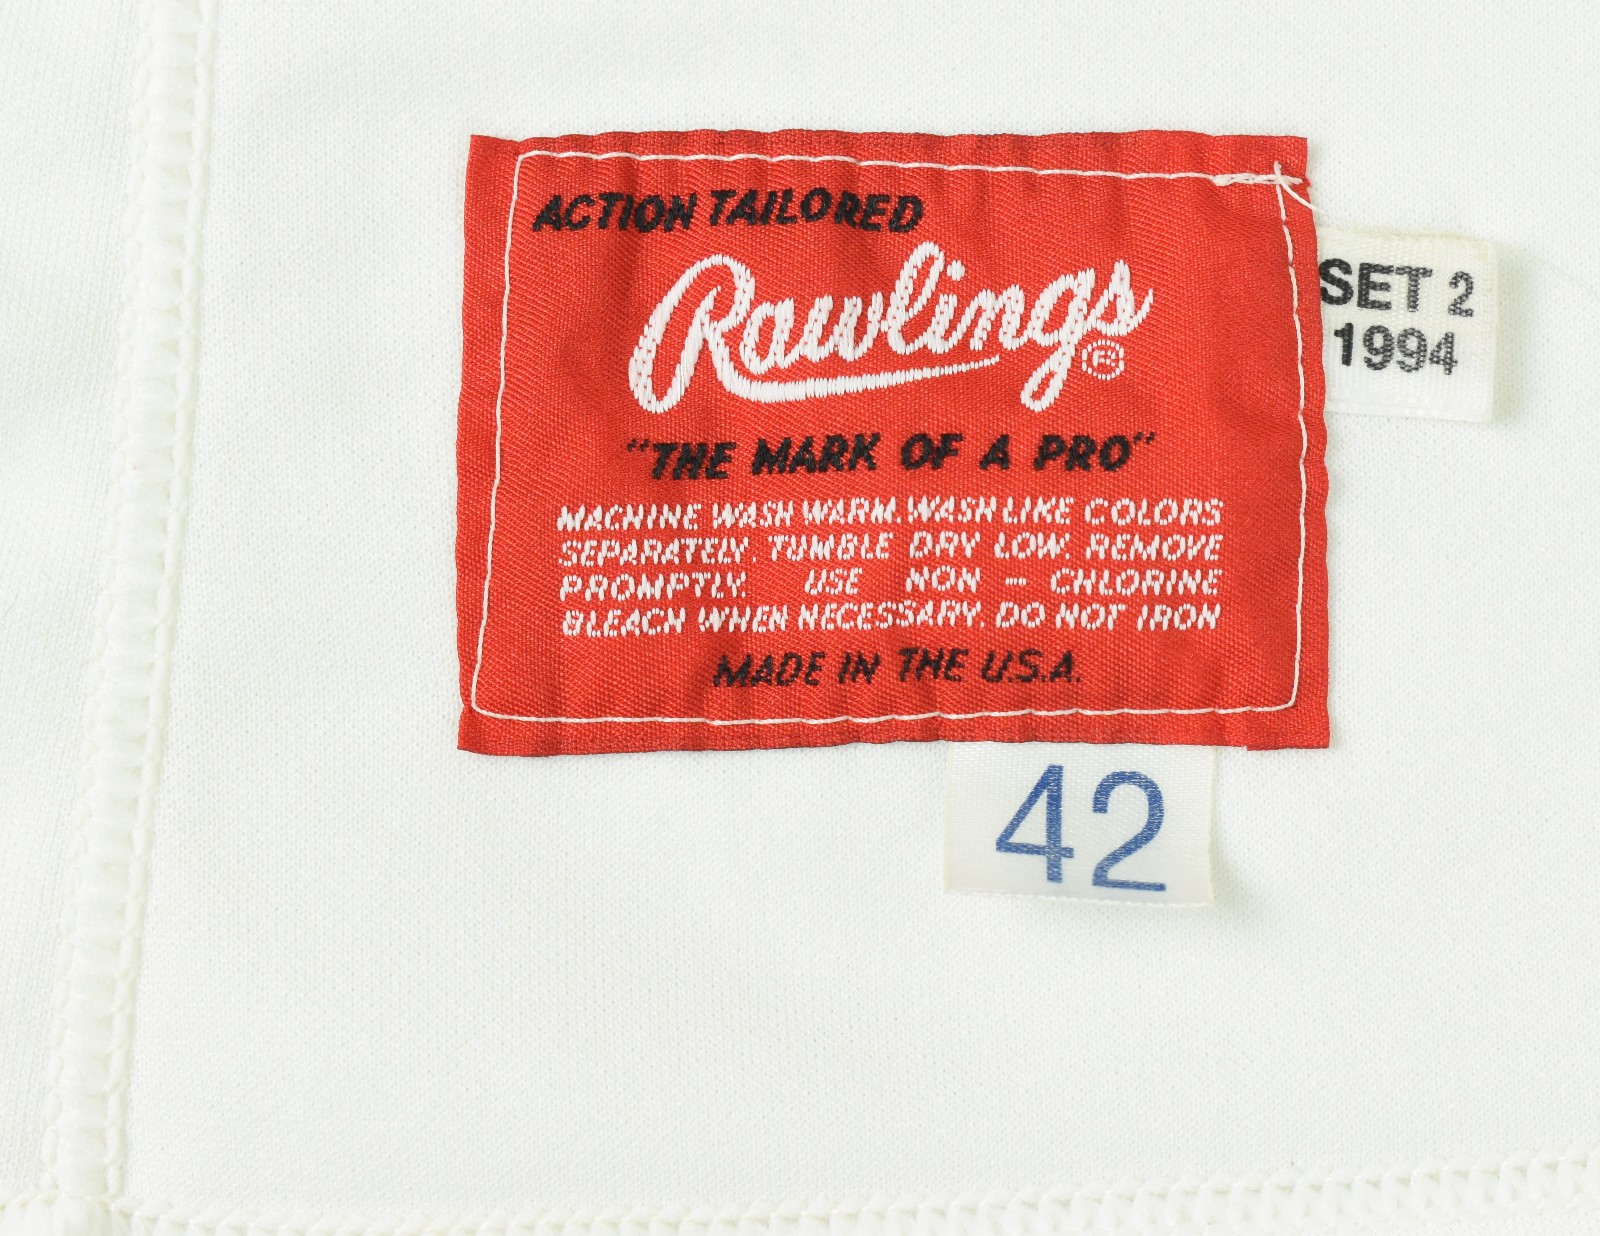 ACTION TAILORED
Rawlings ®
"THE MARK OF A PRO"
MACHINE WASH WARM. WASH LIKE COLORS
SEPARATELY. TUMBLE DRY LOW. REMOVE
PROMPTLY. USE NON - CHLORINE
BLEACH WHEN NECESSARY. DO NOT IRON
MADE IN THE U.S.A.
SET 2
1994
42